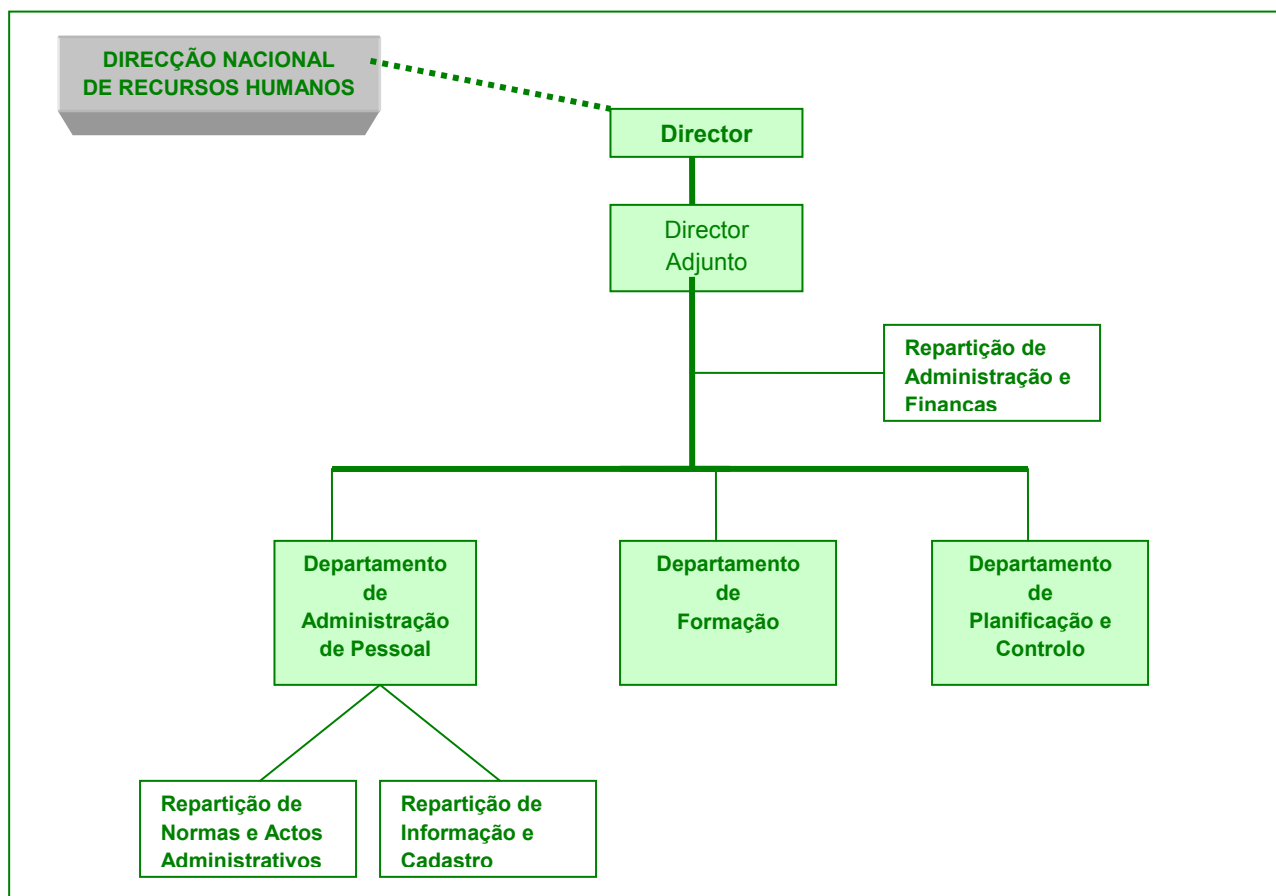 DIRECÇÃO NACIONAL
DE RECURSOS HUMANOS
Director
Director
Adjunto
Repartição de
Administração e
Finanças
Departamento
de
Administração
de Pessoal
Departamento
de
Formação
Departamento
de
Planificação e
Controlo
Repartição de
Normas e Actos
Administrativos
Repartição de
Informação e
Cadastro